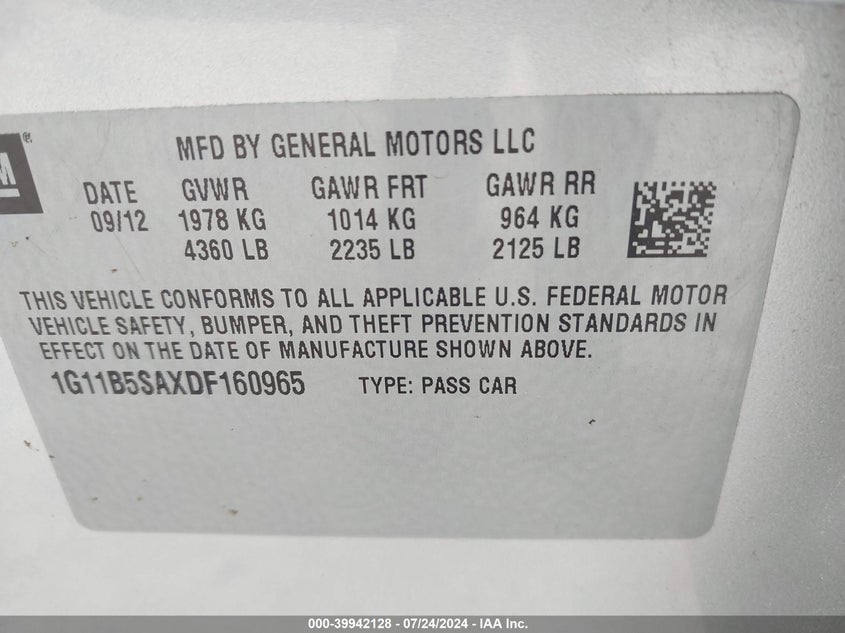 M®
MFD BY GENERAL MOTORS LLC
DATE GVWR GAWR FRT GAWR RR
09/12 1978 KG 1014 KG 964 KG
4360 LB 2235 LB 2125 LB
THIS VEHICLE CONFORMS TO ALL APPLICABLE U.S. FEDERAL MOTOR
VEHICLE SAFETY, BUMPER, AND THEFT PREVENTION STANDARDS IN
EFFECT ON THE DATE OF MANUFACTURE SHOWN ABOVE.
1G11B5SAXDF160965 TYPE: PASS CAR
000-39942128 - 07/24/2024 - IAA Inc.